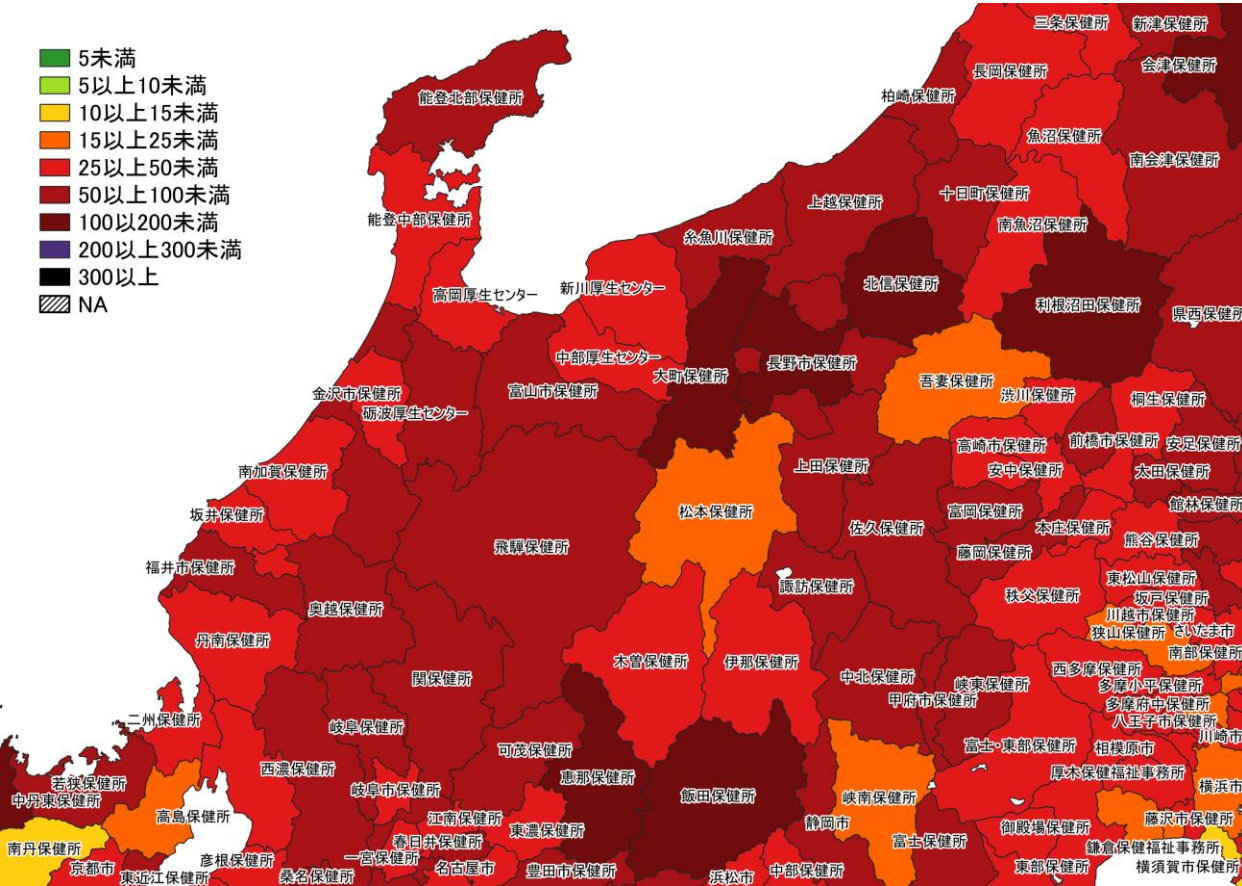 5未満
5以上10未満
10以上15未満
15以上25未満
25以上50未満
50以上100未満
100以200未満
200以上300未満
300以上
NA
三条保健所
新津保健所
会津保健所
長岡保健所
柏崎保健所
能登北部保健所
魚沼保健所
南会津保健所
十日町保健所
上越保健所
能登中部保健所
南魚沼保健所
糸魚川保健所
新川厚生センター
北信保健所
高岡厚生センター
利根沼田保健所
県西保健所
中部厚生センター
長野市保健所
大町保健所
吾妻保健所
金沢市保健所
富山市保健所
渋川保健所
桐生保健所
砺波厚生センター
前橋市保健所
安足保健所
高崎市保健所
上田保健所
安中保健所
太田保健所
南加賀保健所
館林保健所
坂井保健所
松本保健所
富岡保健所
佐久保健所
本庄保健所
熊谷保健所
飛騨保健所
藤岡保健所
福井市保健所
東松山保健所
諏訪保健所
秩父保健所
坂戸保健所
奥越保健所
川越市保健所
狭山保健所
さいたま市
丹南保健所
南部保健所
木曽保健所
伊那保健所
西多摩保健所
関保健所
中北保健所
峡東保健所
多摩小平保健所
甲府市保健所
多摩府中保健所
二州保健所
八王子市保健所
岐阜保健所
川崎市
可茂保健所
富士・東部保健所
相模原市
西濃保健所
厚木保健福祉事務所
若狭保健所
恵那保健所
横浜市
岐阜市保健所
飯田保健所
峡南保健所
中丹東保健所
高島保健所
江南保健所
静岡市
藤沢市保健所
東濃保健所
御殿場保健所
春日井保健所
富士保健所
南丹保健所
鎌倉保健福祉事務所
彦根保健所
一宮保健所
京都市
名古屋市
豊田市保健所
中部保健所
東部保健所
横須賀市保健所
東近江保健所
桑名保健所
浜松市